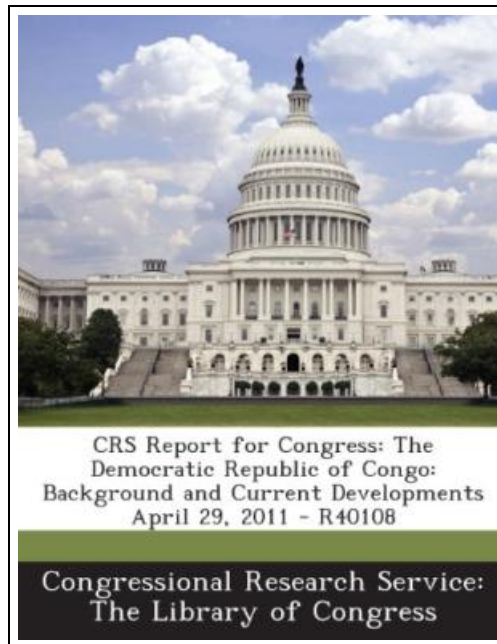 CRS Report for Congress: The
Democratic Republic of Congo:
Background and Current Developments
April 29, 2011 - R40108
Congressional Research Service:
The Library of Congress